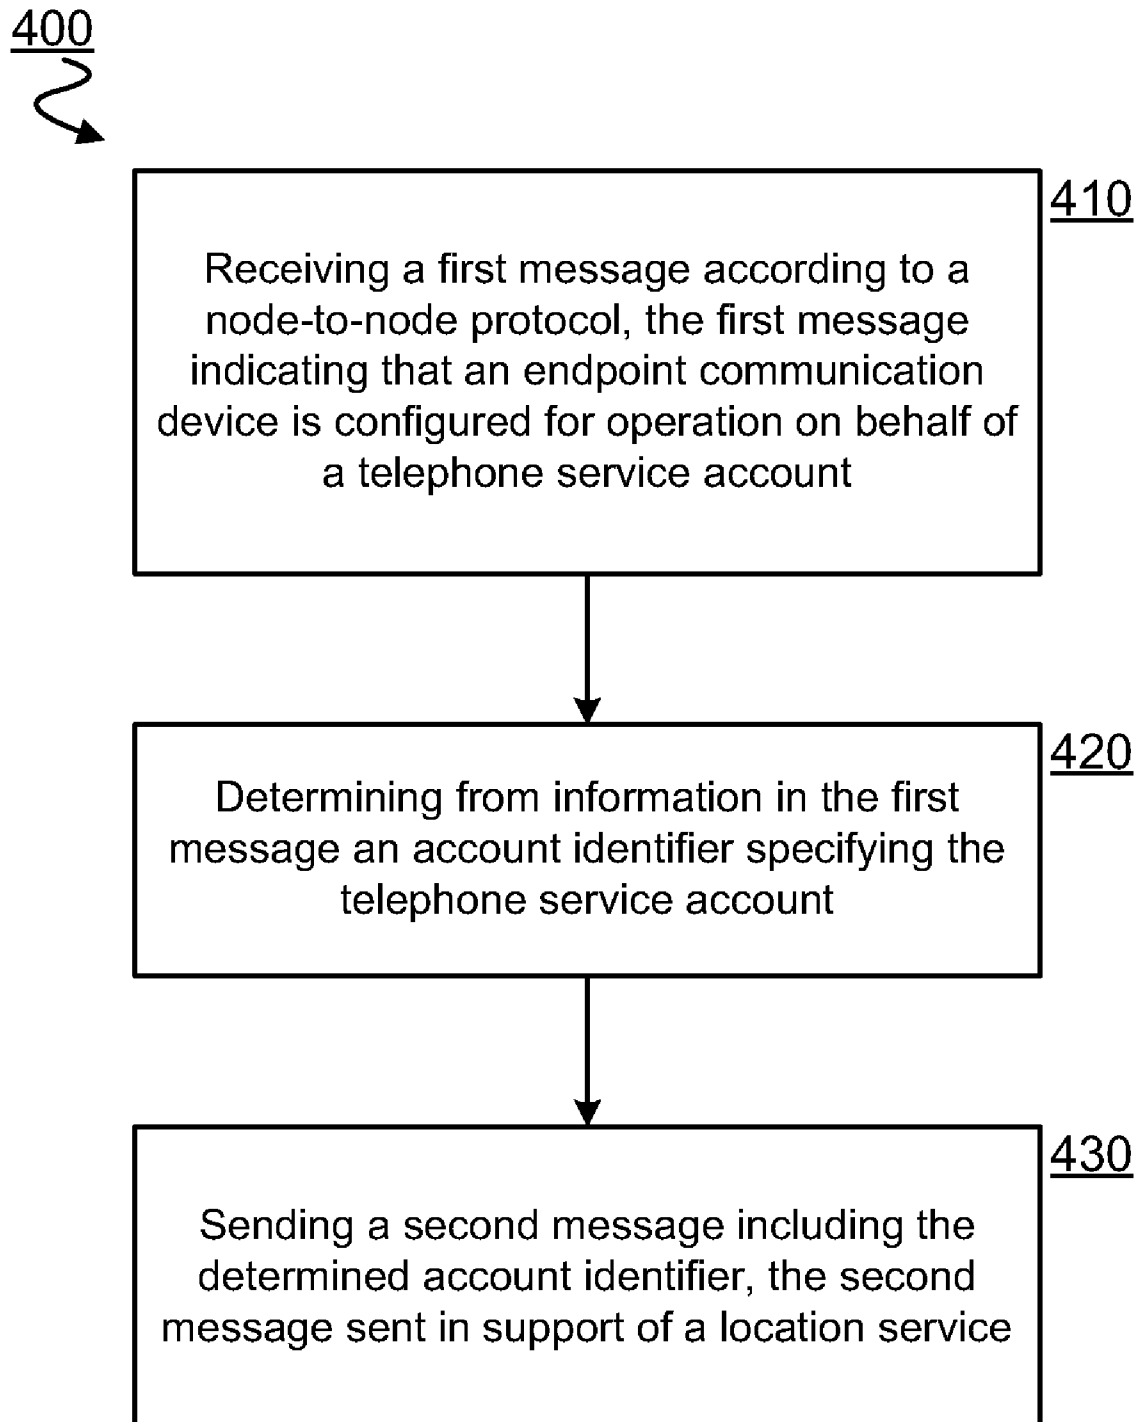 400
410
Receiving a first message according to a
node-to-node protocol, the first message
indicating that an endpoint communication
device is configured for operation on behalf of
a telephone service account
420
Determining from information in the first
message an account identifier specifying the
telephone service account
430
Sending a second message including the
determined account identifier, the second
message sent in support of a location service